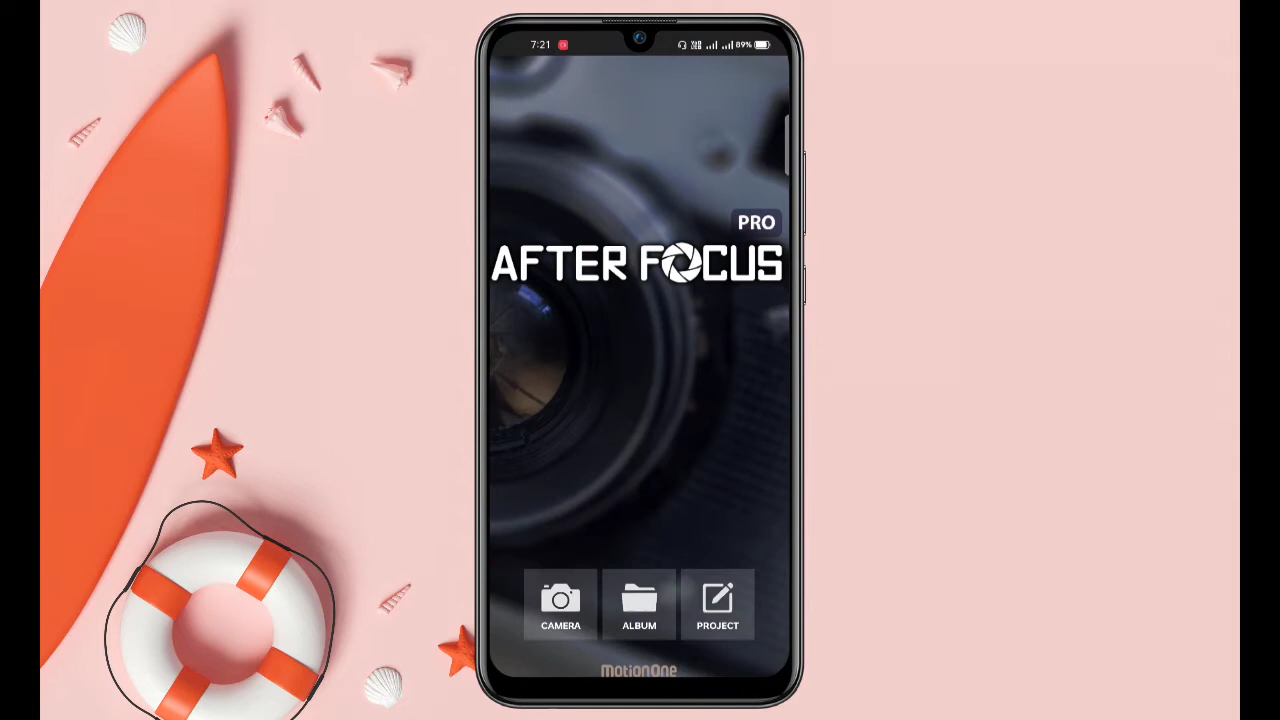 7:21
89%
PRO
AFTER FOCUS
CAMERA
ALBUM
PROJECT
MotionOne